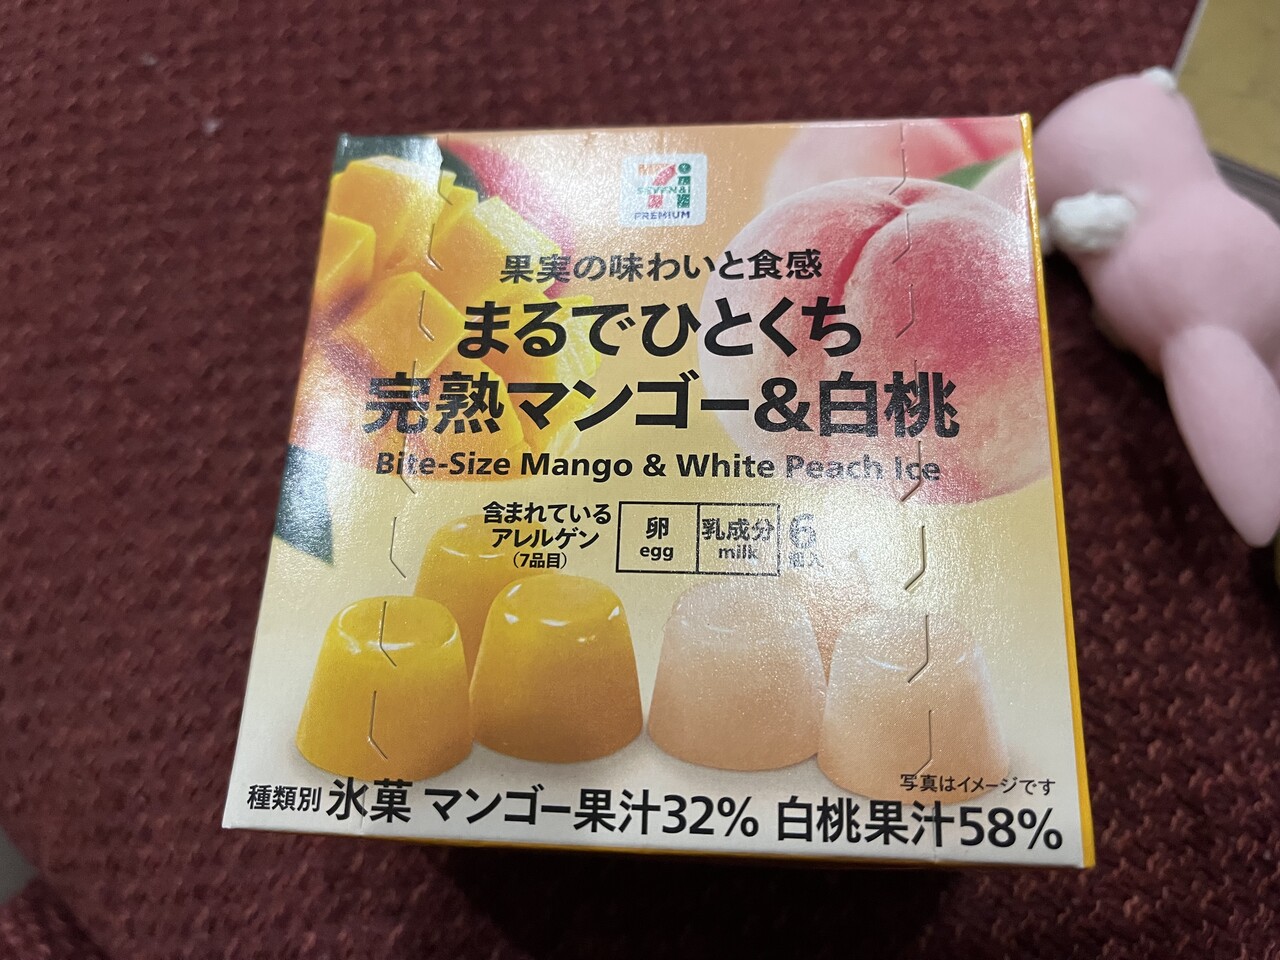 SEVEN&i
PREMIUM
果実の味わいと食感
まるでひとくち
完熟マンゴー&白桃
Bite-Size Mango & White Peach Ice
含まれている
アレルゲン
(7品目)
卵
egg
乳成分
milk
6
個入
写真はイメージです
種類別 氷菓 マンゴー果汁32% 白桃果汁58%